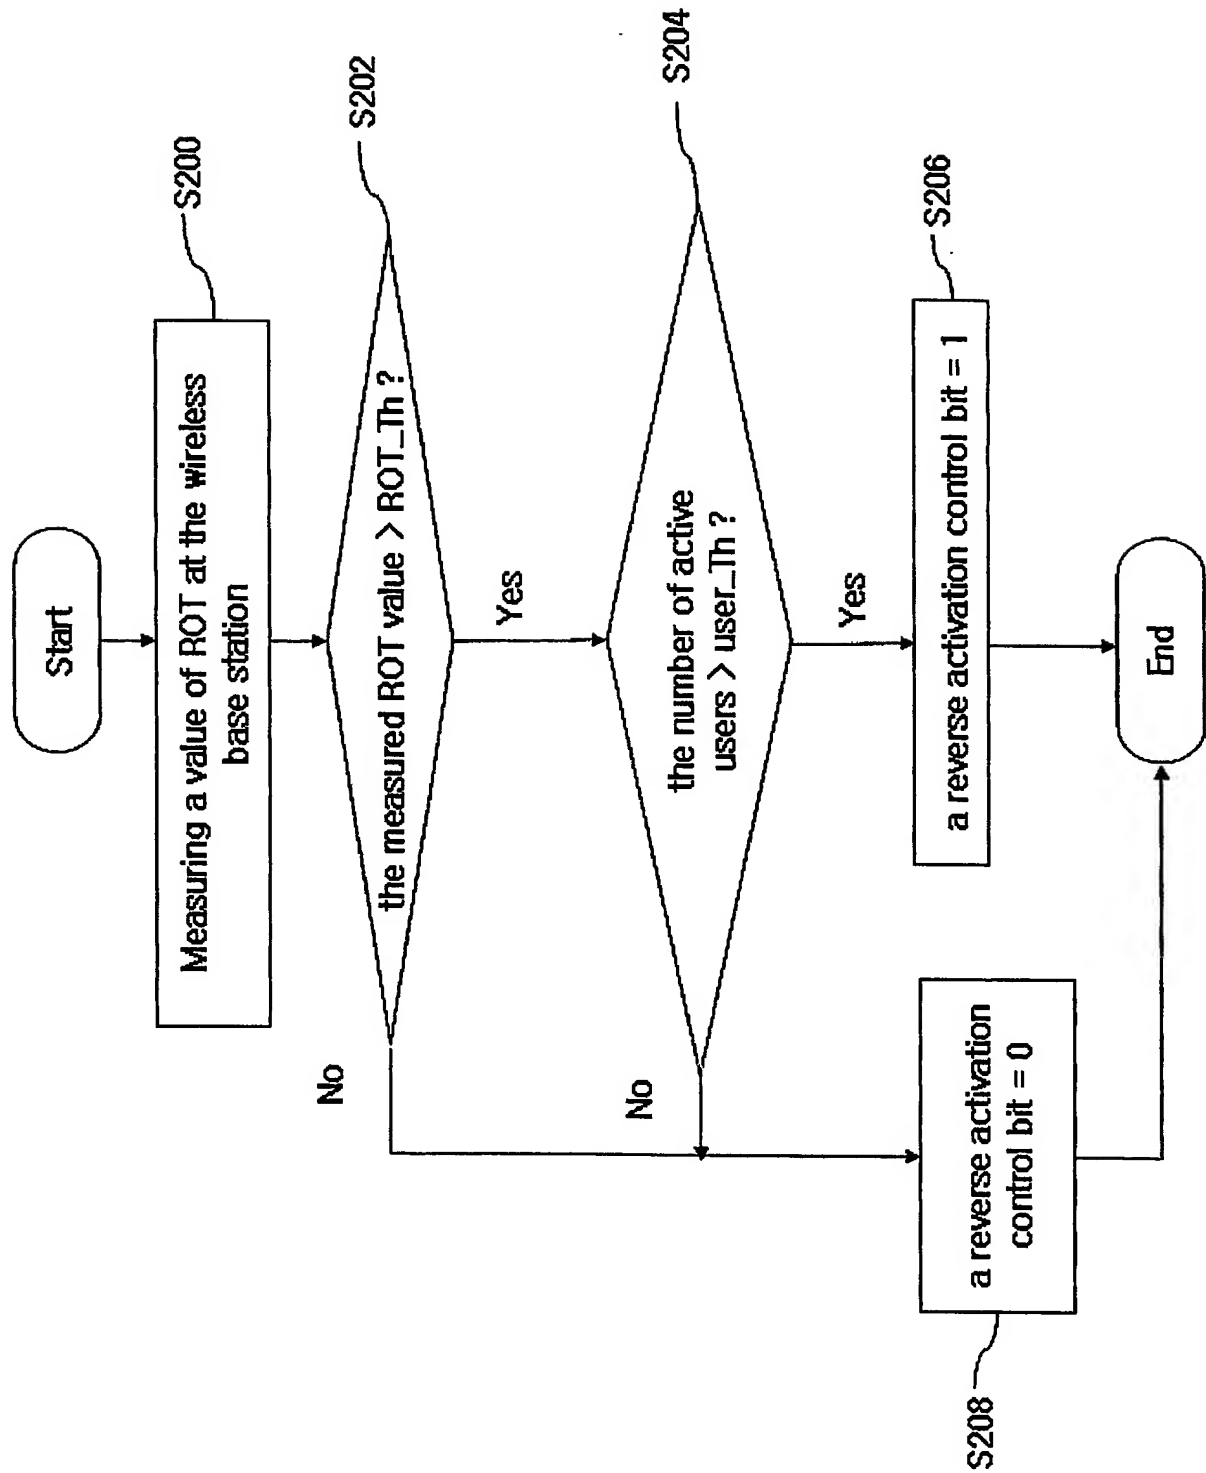 Start
S200
Measuring a value of ROT at the wireless
base station
S202
the measured ROT value > ROT_Th ?
No
Yes
S204
the number of active
users > user_Th ?
No
Yes
S206
a reverse activation control bit = 1
S208
a reverse activation
control bit = 0
End